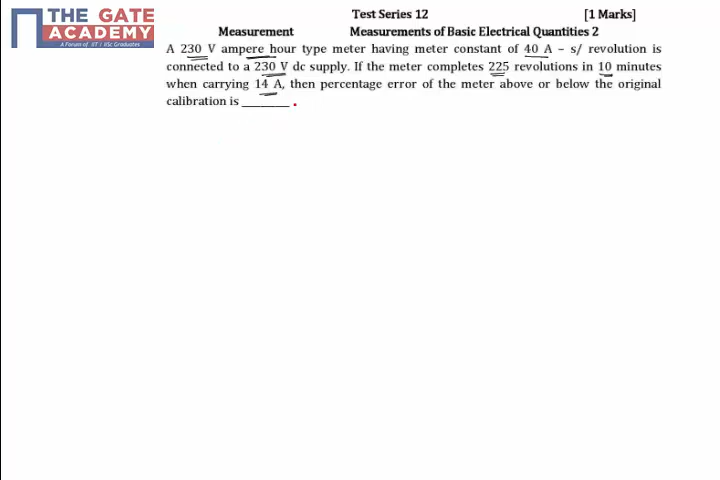 THE GATE
ACADEMY
A Forum of IIT / IISc Graduates
Test Series 12 [1 Marks]
Measurement Measurements of Basic Electrical Quantities 2
A 230 V ampere hour type meter having meter constant of 40 A – s/ revolution is
connected to a 230 V dc supply. If the meter completes 225 revolutions in 10 minutes
when carrying 14 A, then percentage error of the meter above or below the original
calibration is ________ .